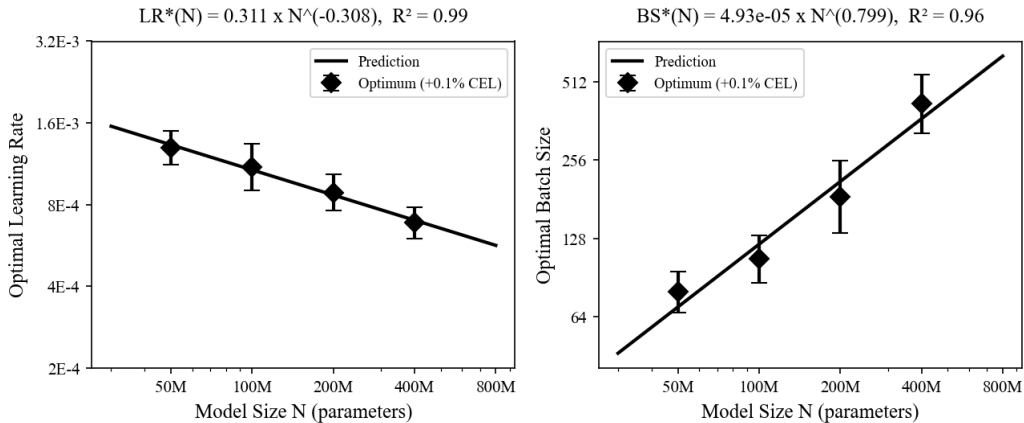 LR*(N) = 0.311 x N^(-0.308), R² = 0.99
3.2E-3
1.6E-3
8E-4
4E-4
2E-4
Optimal Learning Rate
Prediction
Optimum (+0.1% CEL)
50M
100M
200M
400M
800M
Model Size N (parameters)
BS*(N) = 4.93e-05 x N^(0.799), R² = 0.96
512
256
128
64
Optimal Batch Size
Prediction
Optimum (+0.1% CEL)
50M
100M
200M
400M
800M
Model Size N (parameters)